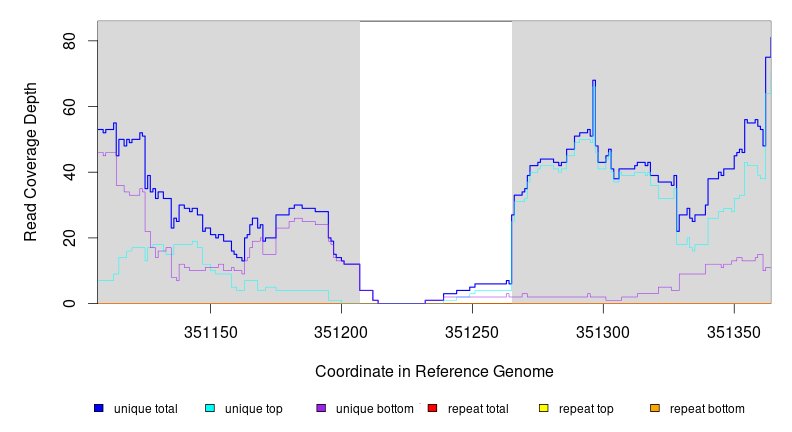 80
60
40
20
0
Read Coverage Depth
351150 351200 351250 351300 351350
Coordinate in Reference Genome
unique total unique top unique bottom repeat total repeat top repeat bottom